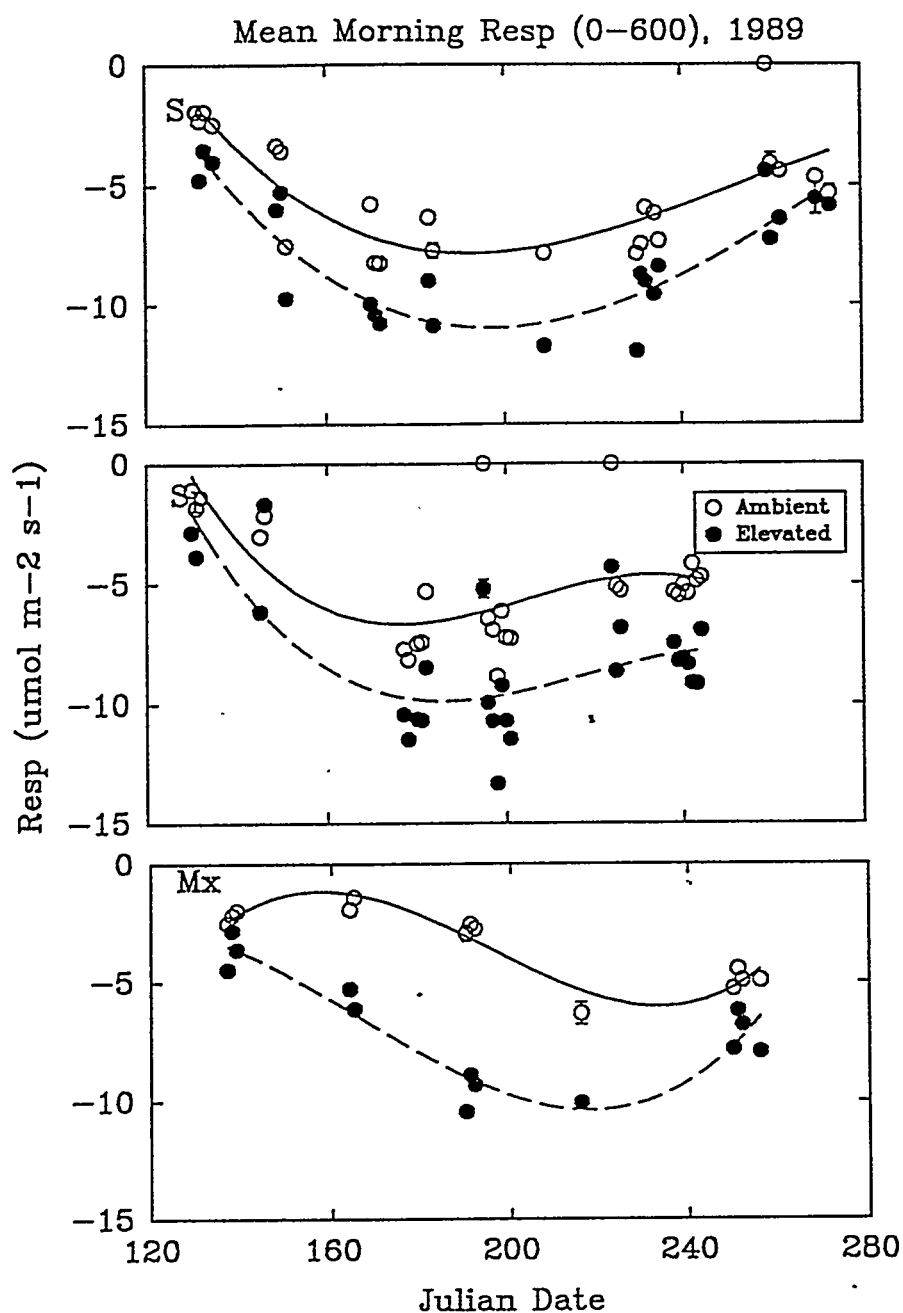 Mean Morning Resp (0-600), 1989
0
S
-5
-10
-15
0
S
Ambient
Elevated
-5
-10
-15
Resp (umol m-2 s-1)
0
Mx
-5
-10
-15
120 160 200 240 280
Julian Date